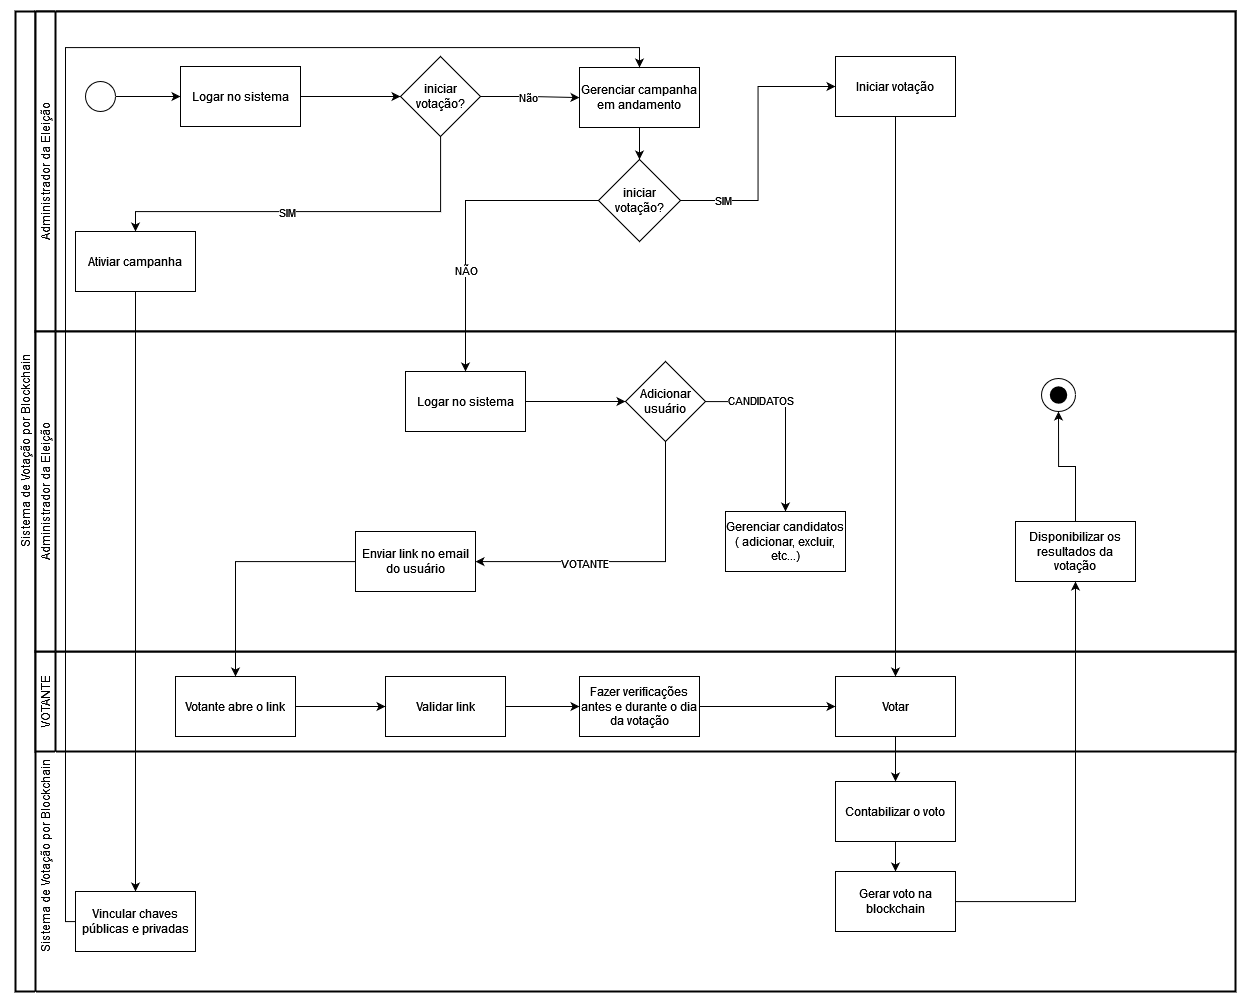 Sistema de Votação por Blockchain
Administrador da Eleição
Logar no sistema
iniciar
votação?
Não
Gerenciar campanha
em andamento
Iniciar votação
iniciar
votação?
SIM
SIM
Ativiar campanha
NÃO
Administrador da Eleição
Logar no sistema
Adicionar
usuário
CANDIDATOS
Gerenciar candidatos
( adicionar, excluir,
etc...)
Enviar link no email
do usuário
VOTANTE
Disponibilizar os
resultados da
votação
VOTANTE
Votante abre o link
Validar link
Fazer verificações
antes e durante o dia
da votação
Votar
Sistema de Votação por Blockchain
Contabilizar o voto
Gerar voto na
blockchain
Vincular chaves
públicas e privadas